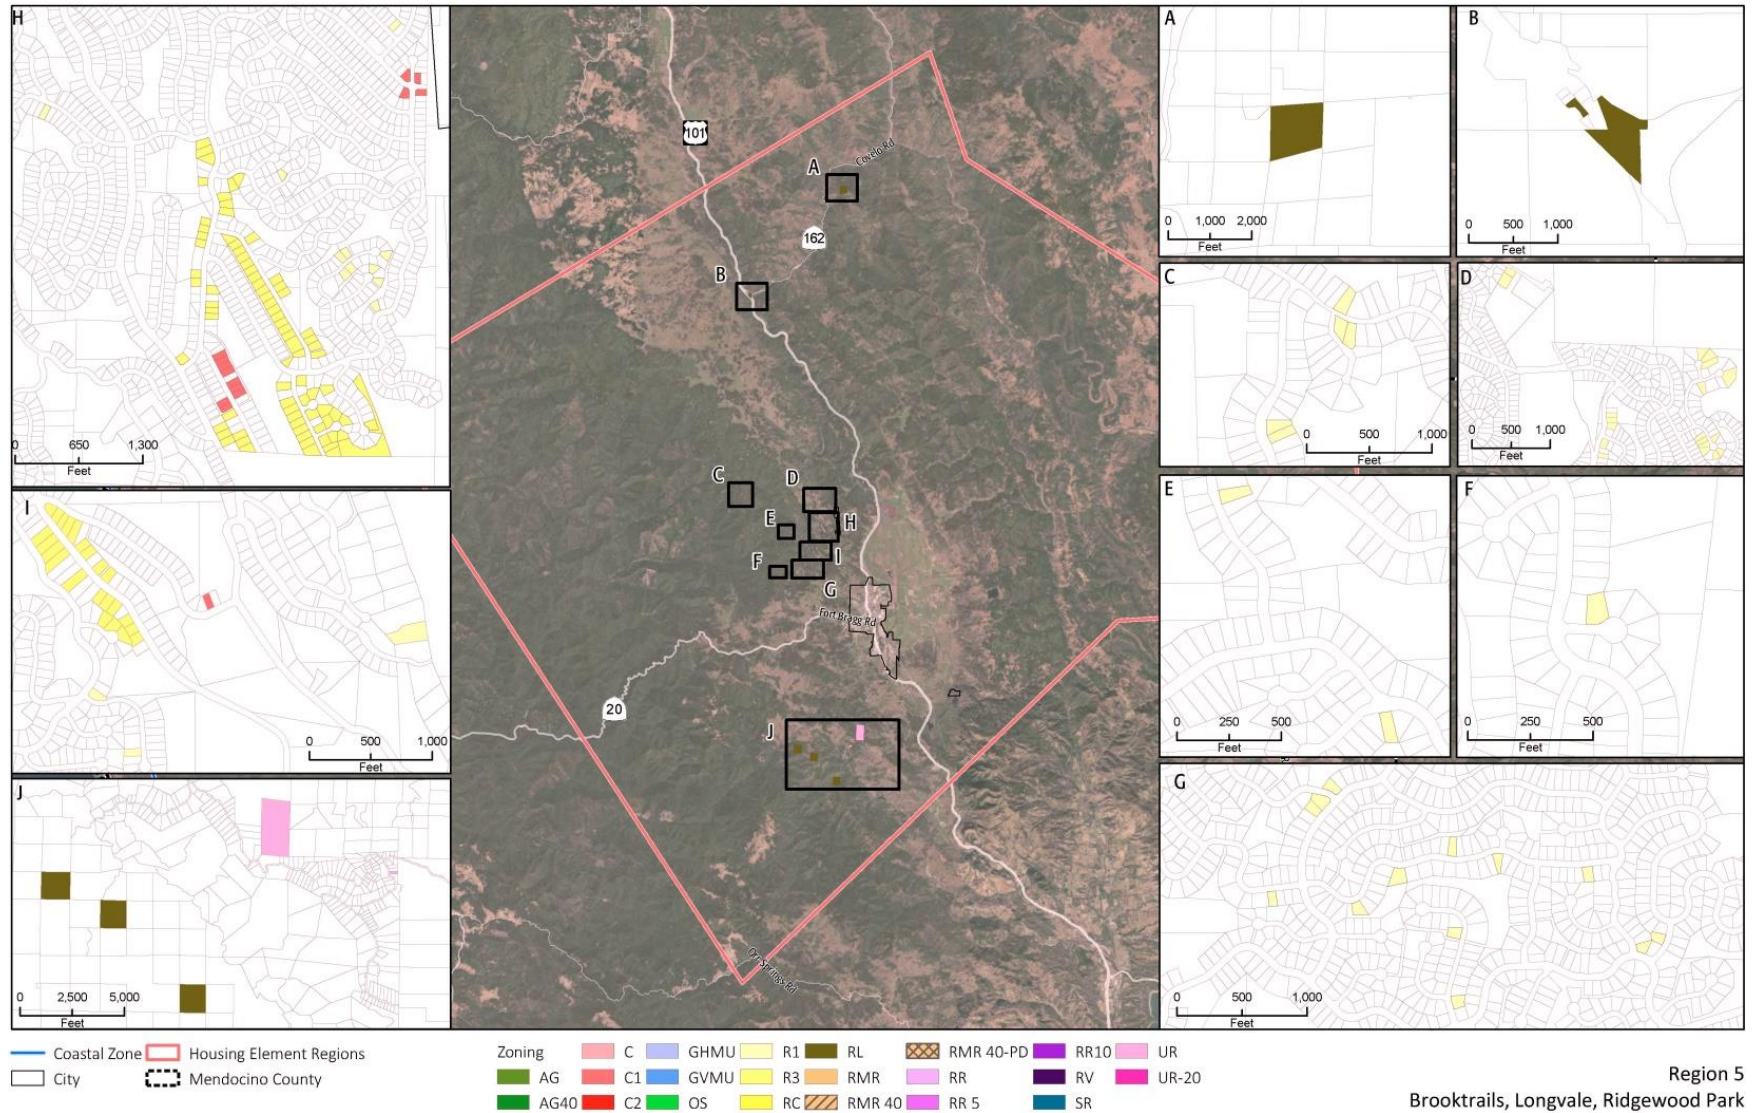 H
0 650 1,300
Feet
I
0 500 1,000
Feet
J
0 2,500 5,000
Feet
101
A
Covelo Rd
162
B
C
D
E
H
F
I
G
Fort Bragg Rd
20
J
Orr Springs Rd
A
0 1,000 2,000
Feet
B
0 500 1,000
Feet
C
0 500 1,000
Feet
D
0 500 1,000
Feet
E
0 250 500
Feet
F
0 250 500
Feet
G
0 500 1,000
Feet
Coastal Zone
Housing Element Regions
City
Mendocino County
Zoning
AG
AG40
C
C1
C2
GHMU
GVMU
OS
R1
R3
RC
RL
RMR
RMR 40
RMR 40-PD
RR
RR 5
RR10
RV
SR
UR
UR-20
Region 5
Brooktrails, Longvale, Ridgewood Park